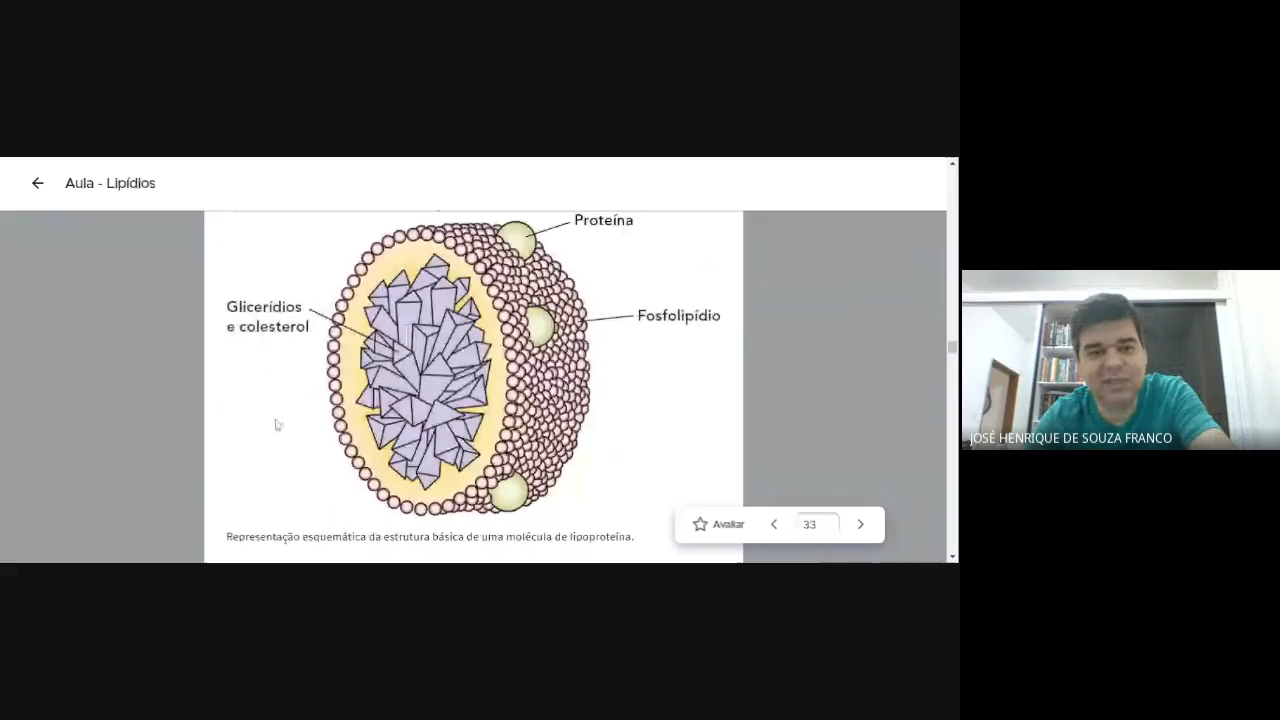 Aula - Lipídios
Proteína
Glicerídios
e colesterol
Fosfolipídio
Avaliar
33
Representação esquemática da estrutura básica de uma molécula de lipoproteína.
JOSÉ HENRIQUE DE SOUZA FRANCO